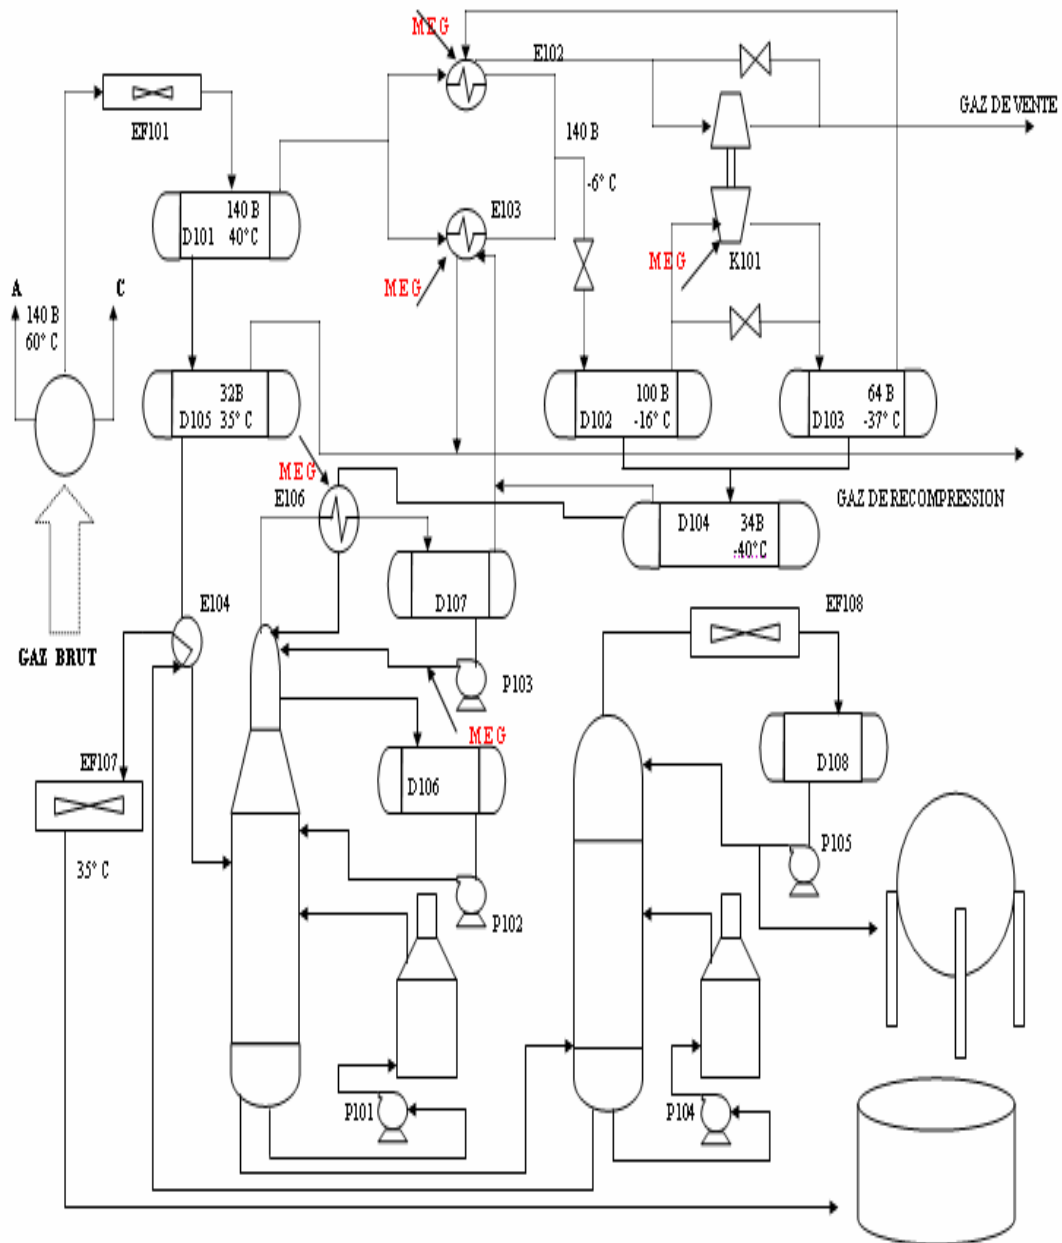 MEG
E102
EF101
GAZ DE VENTE
140 B
-6° C
140 B
D101 40°C
E103
MEG
MEG
K101
A
C
140 B
60° C
32B
D105 35° C
100 B
D102 -16° C
64 B
D103 -37° C
MEG
E106
GAZ DE RECOMPRESSION
D104 34B
-40°C
D107
E104
EF108
GAZ BRUT
P103
MEG
D108
EF107
D106
P105
35° C
P102
P101
P104